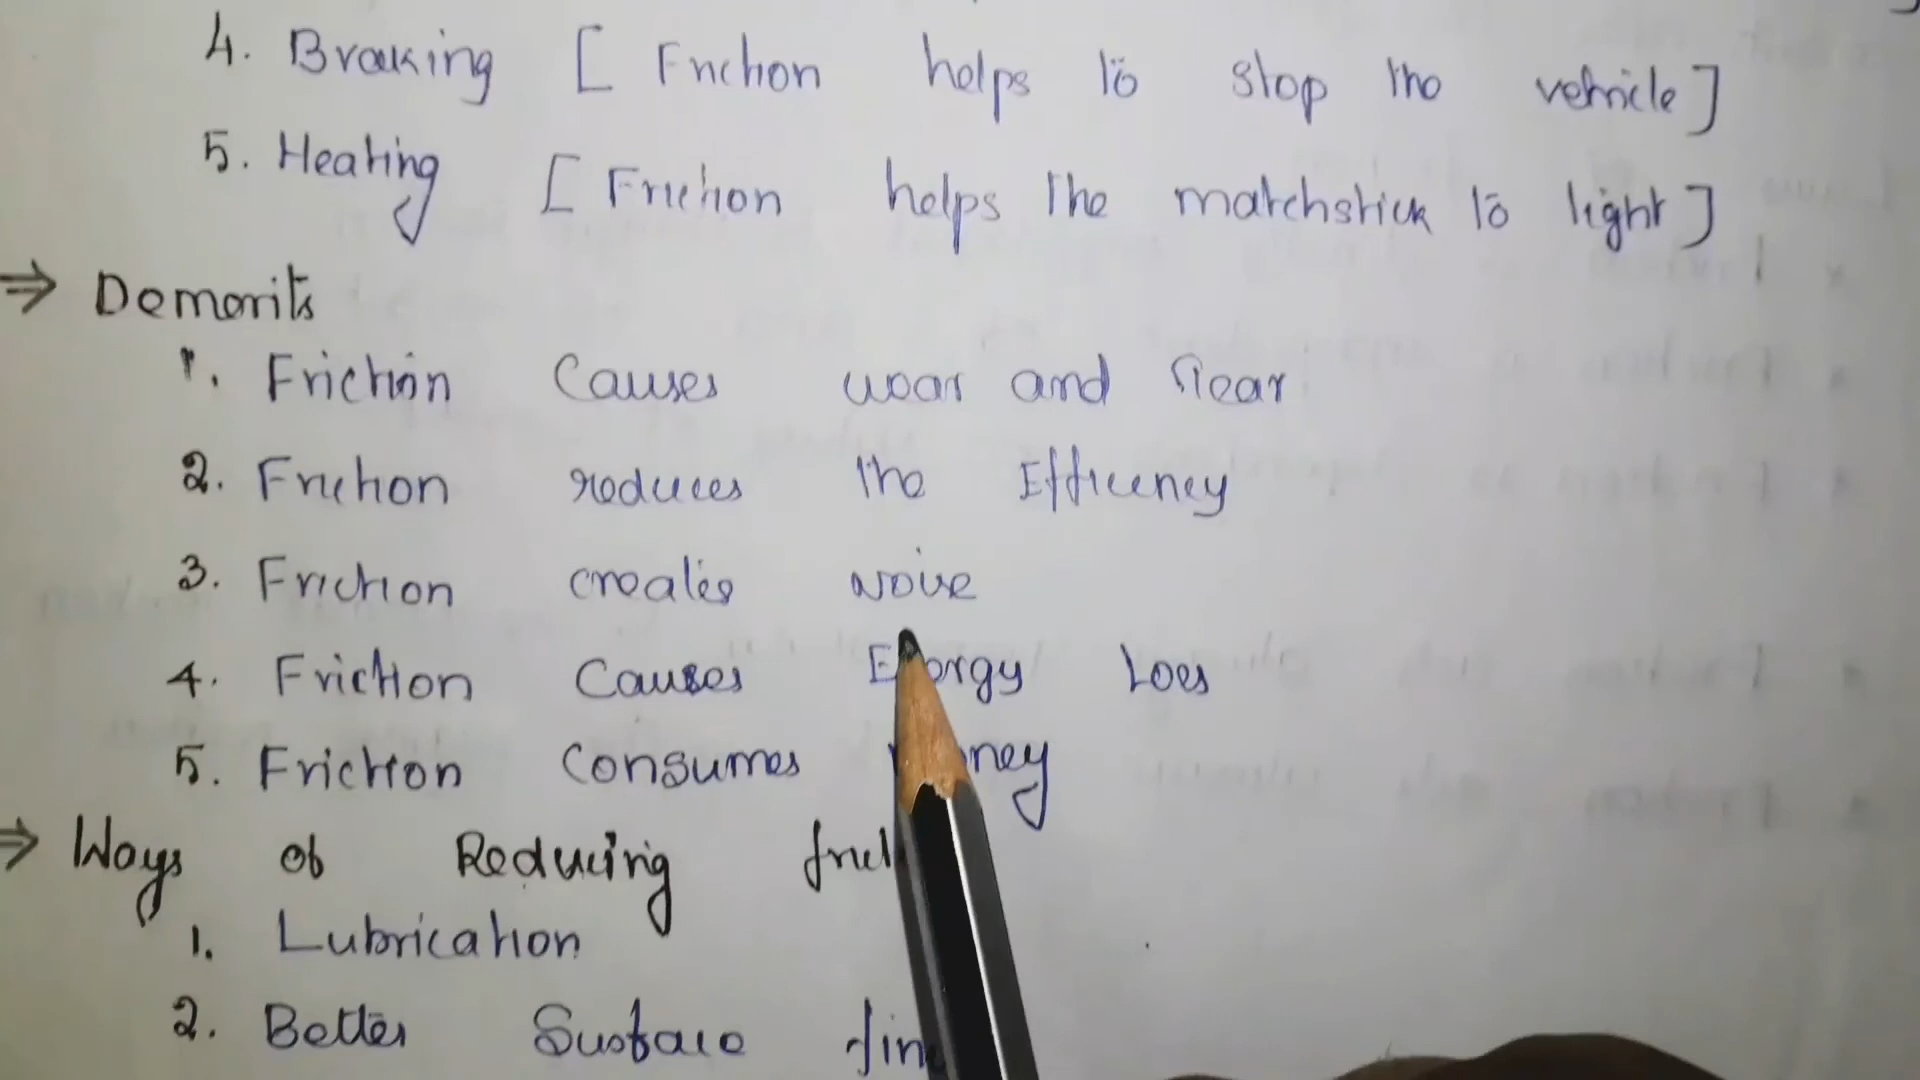 4. Braking [ Friction helps to stop the vehicle ]
5. Heating [ Friction helps the matchstick to light ]
⇒ Demerits
1. Friction Causes wear and Tear
2. Friction reduces the Efficency
3. Friction creates Noise
4. Friction Causes Energy Loss
5. Friction Consumes
⇒ Ways of Reducing
1. Lubrication
2. Better Surface